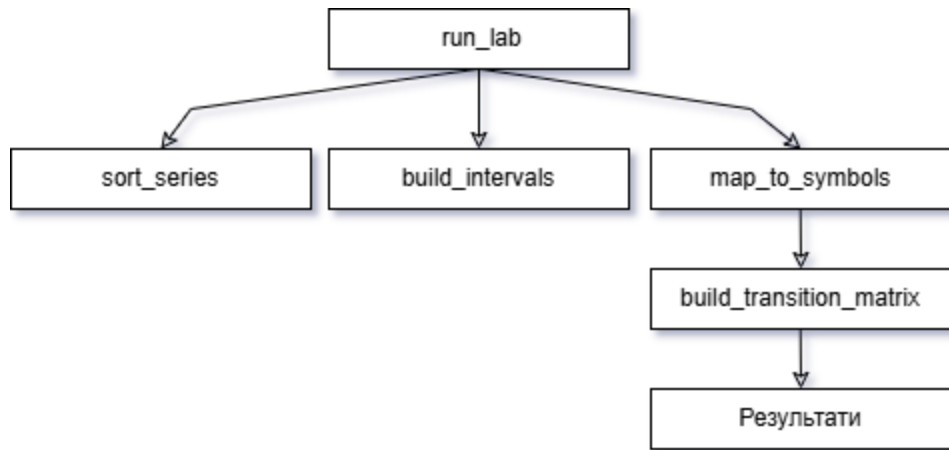 run_lab
sort_series
build_intervals
map_to_symbols
build_transition_matrix
Результати